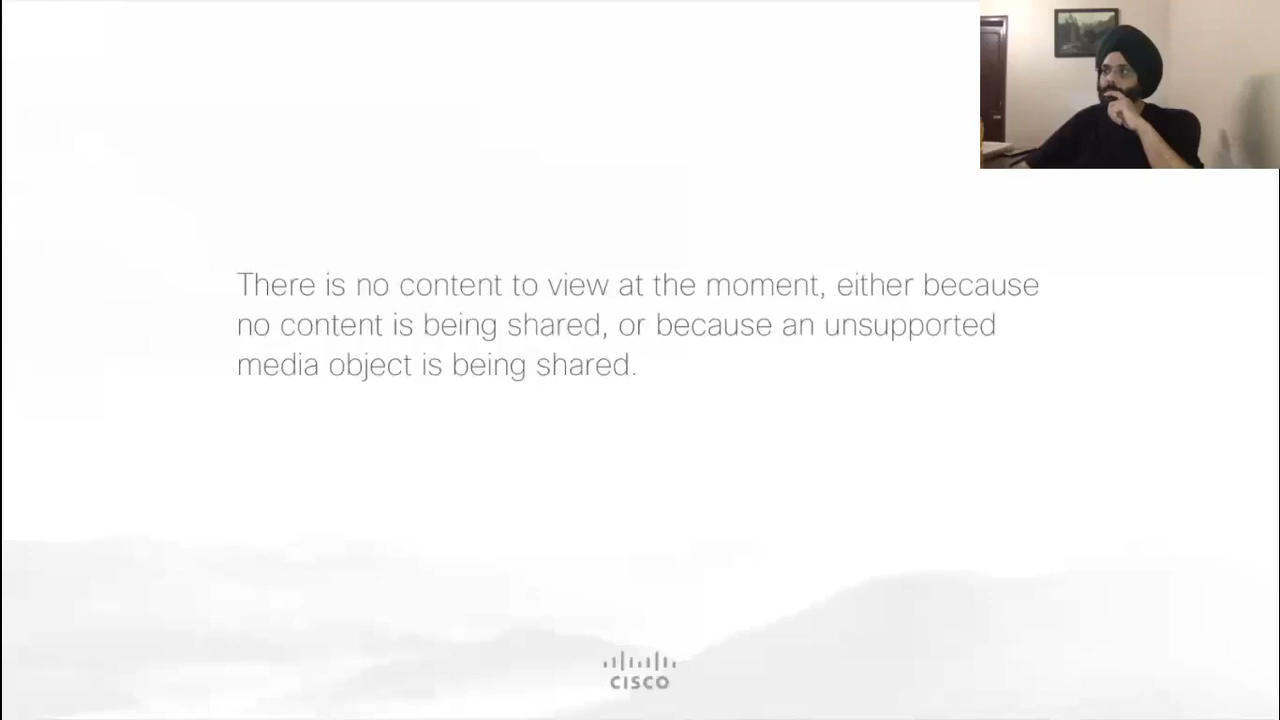 There is no content to view at the moment, either because
no content is being shared, or because an unsupported
media object is being shared.
CISCO